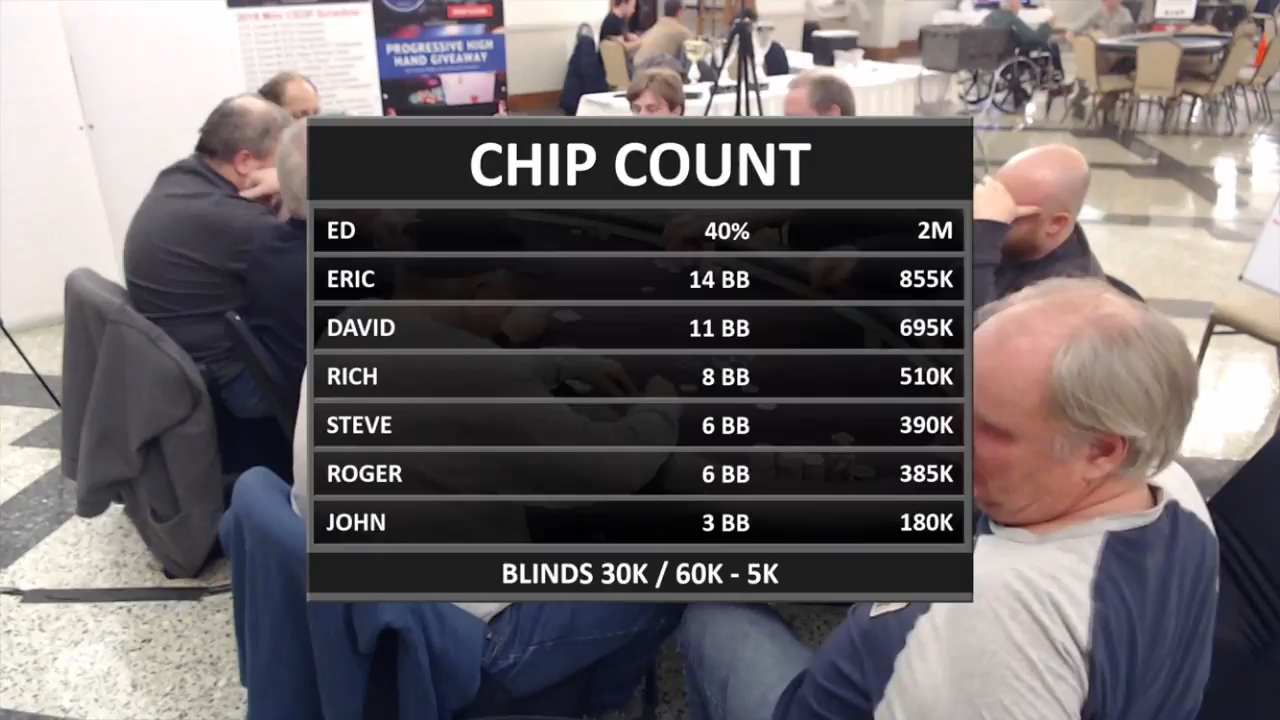 PROGRESSIVE HIGH
HAND GIVEAWAY
CHIP COUNT
ED 40% 2M
ERIC 14 BB 855K
DAVID 11 BB 695K
RICH 8 BB 510K
STEVE 6 BB 390K
ROGER 6 BB 385K
JOHN 3 BB 180K
BLINDS 30K / 60K - 5K